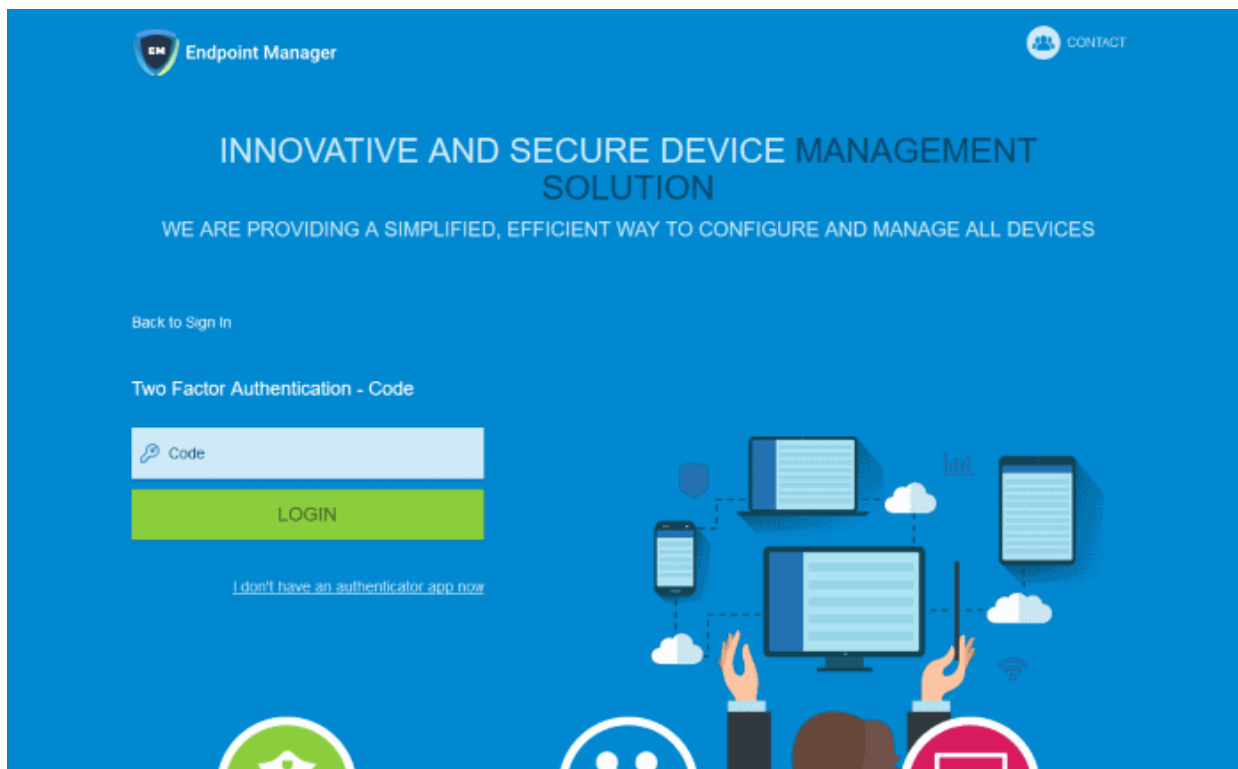 EM Endpoint Manager
CONTACT
INNOVATIVE AND SECURE DEVICE MANAGEMENT
SOLUTION
WE ARE PROVIDING A SIMPLIFIED, EFFICIENT WAY TO CONFIGURE AND MANAGE ALL DEVICES
Back to Sign In
Two Factor Authentication - Code
Code
LOGIN
I don't have an authenticator app now